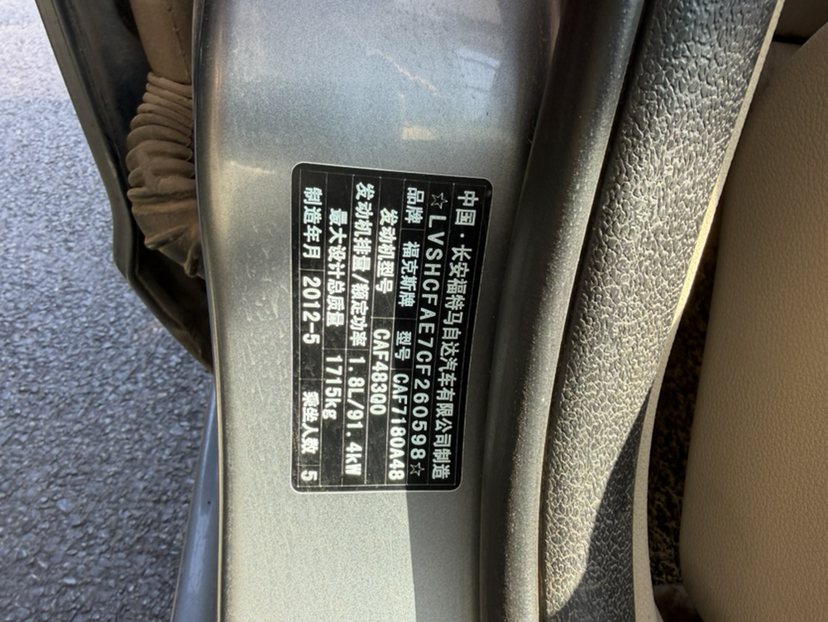 中国·长安福特马自达汽车有限公司制造
☆LVSHCFAE7CF260598☆
品牌 福克斯牌 型号 CAF7180A48
发动机型号 CAF483Q0
发动机排量/额定功率 1.8L/91.4kW
最大设计总质量 1715kg
制造年月 2012-5 乘坐人数 5